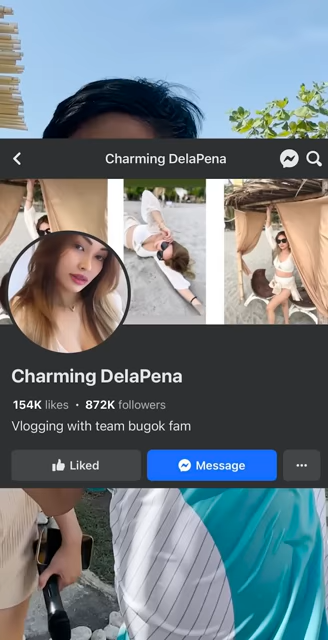 Charming DelaPena
Charming DelaPena
154K likes • 872K followers
Vlogging with team bugok fam
Liked
Message